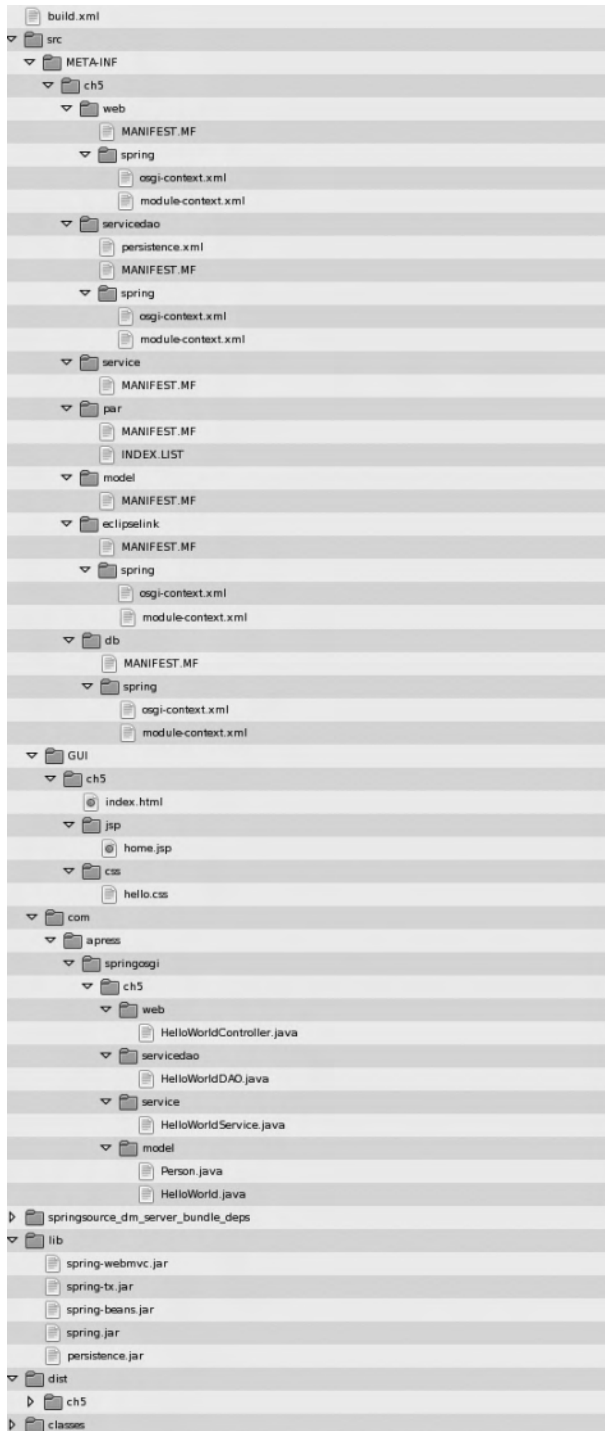 build.xml
src
META-INF
ch5
web
MANIFEST.MF
spring
osgi-context.xml
module-context.xml
servicedao
persistence.xml
MANIFEST.MF
spring
osgi-context.xml
module-context.xml
service
MANIFEST.MF
par
MANIFEST.MF
INDEX.LIST
model
MANIFEST.MF
eclipselink
MANIFEST.MF
spring
osgi-context.xml
module-context.xml
db
MANIFEST.MF
spring
osgi-context.xml
module-context.xml
GUI
ch5
index.html
jsp
home.jsp
css
hello.css
com
apress
springosgi
ch5
web
HelloWorldController.java
servicedao
HelloWorldDAO.java
service
HelloWorldService.java
model
Person.java
HelloWorld.java
springsource_dm_server_bundle_deps
lib
spring-webmvc.jar
spring-tx.jar
spring-beans.jar
spring.jar
persistence.jar
dist
ch5
classes